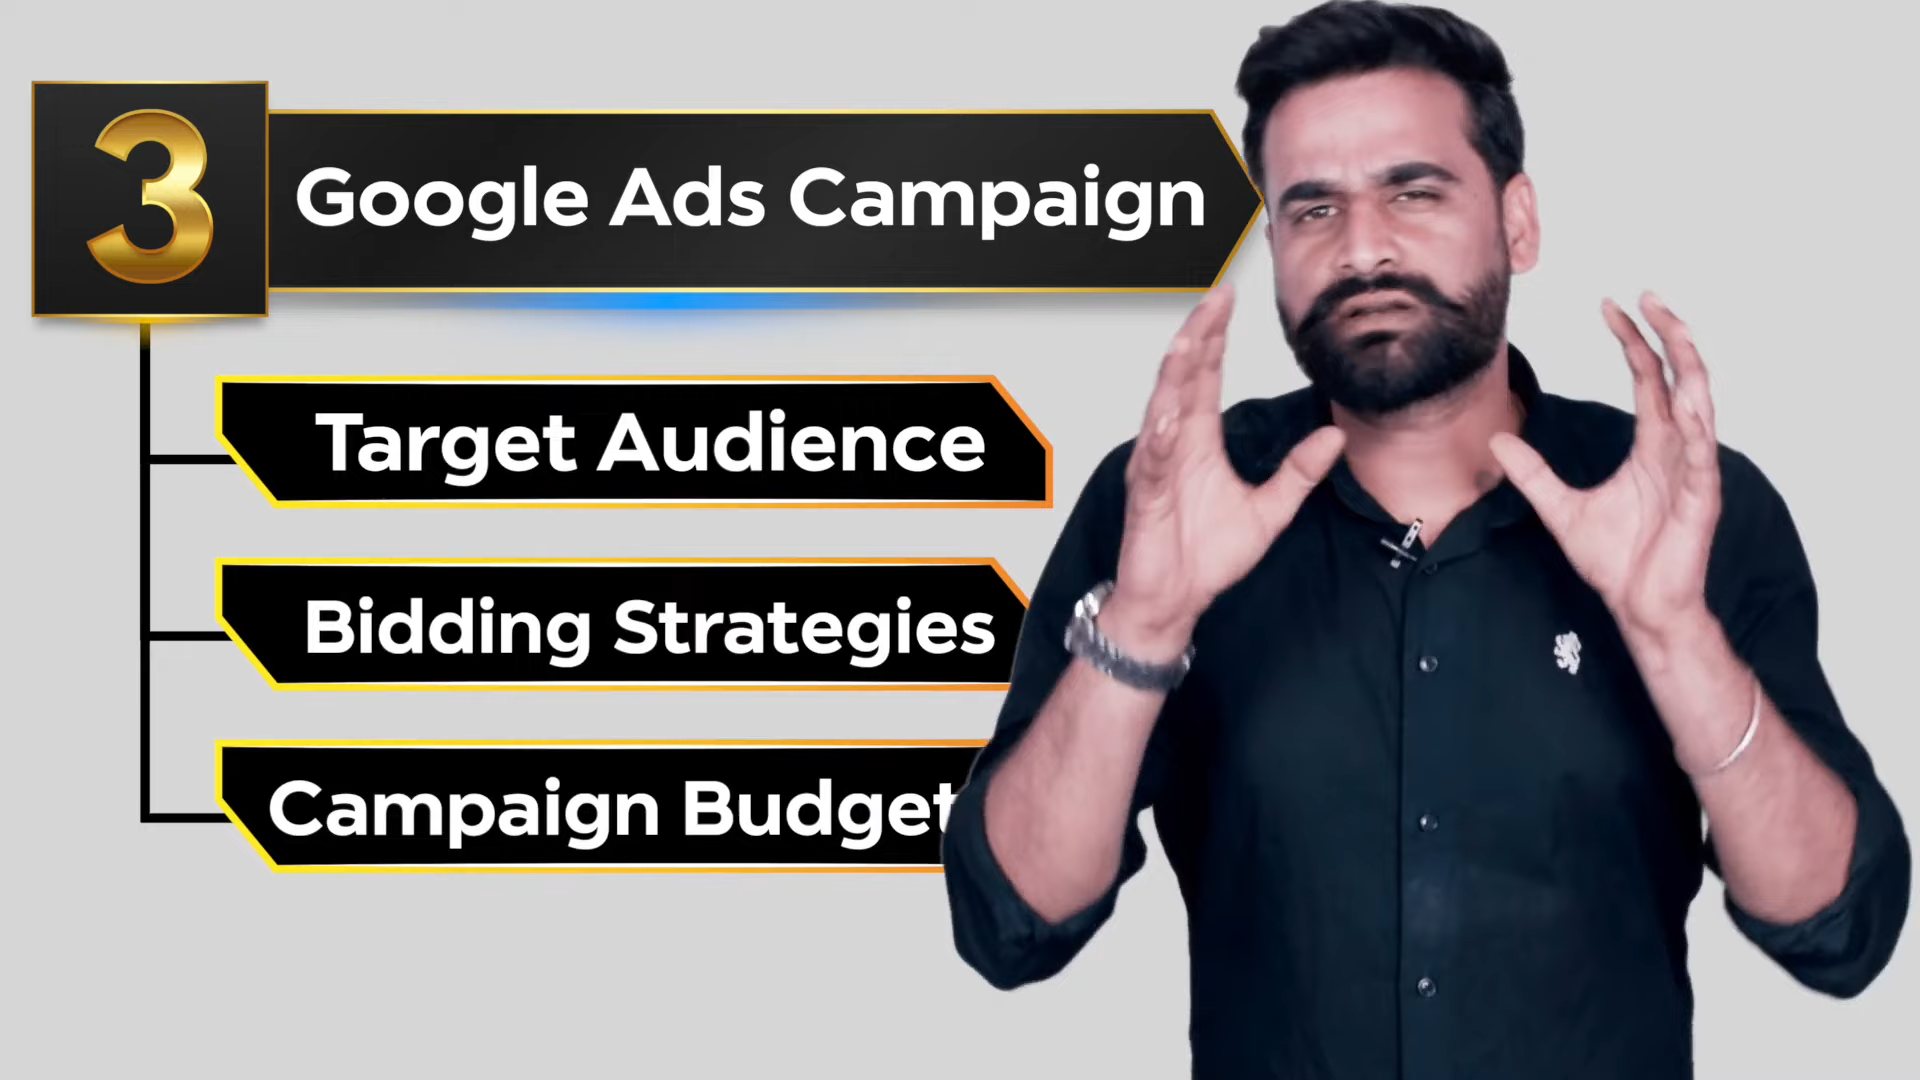 3
Google Ads Campaign
Target Audience
Bidding Strategies
Campaign Budget